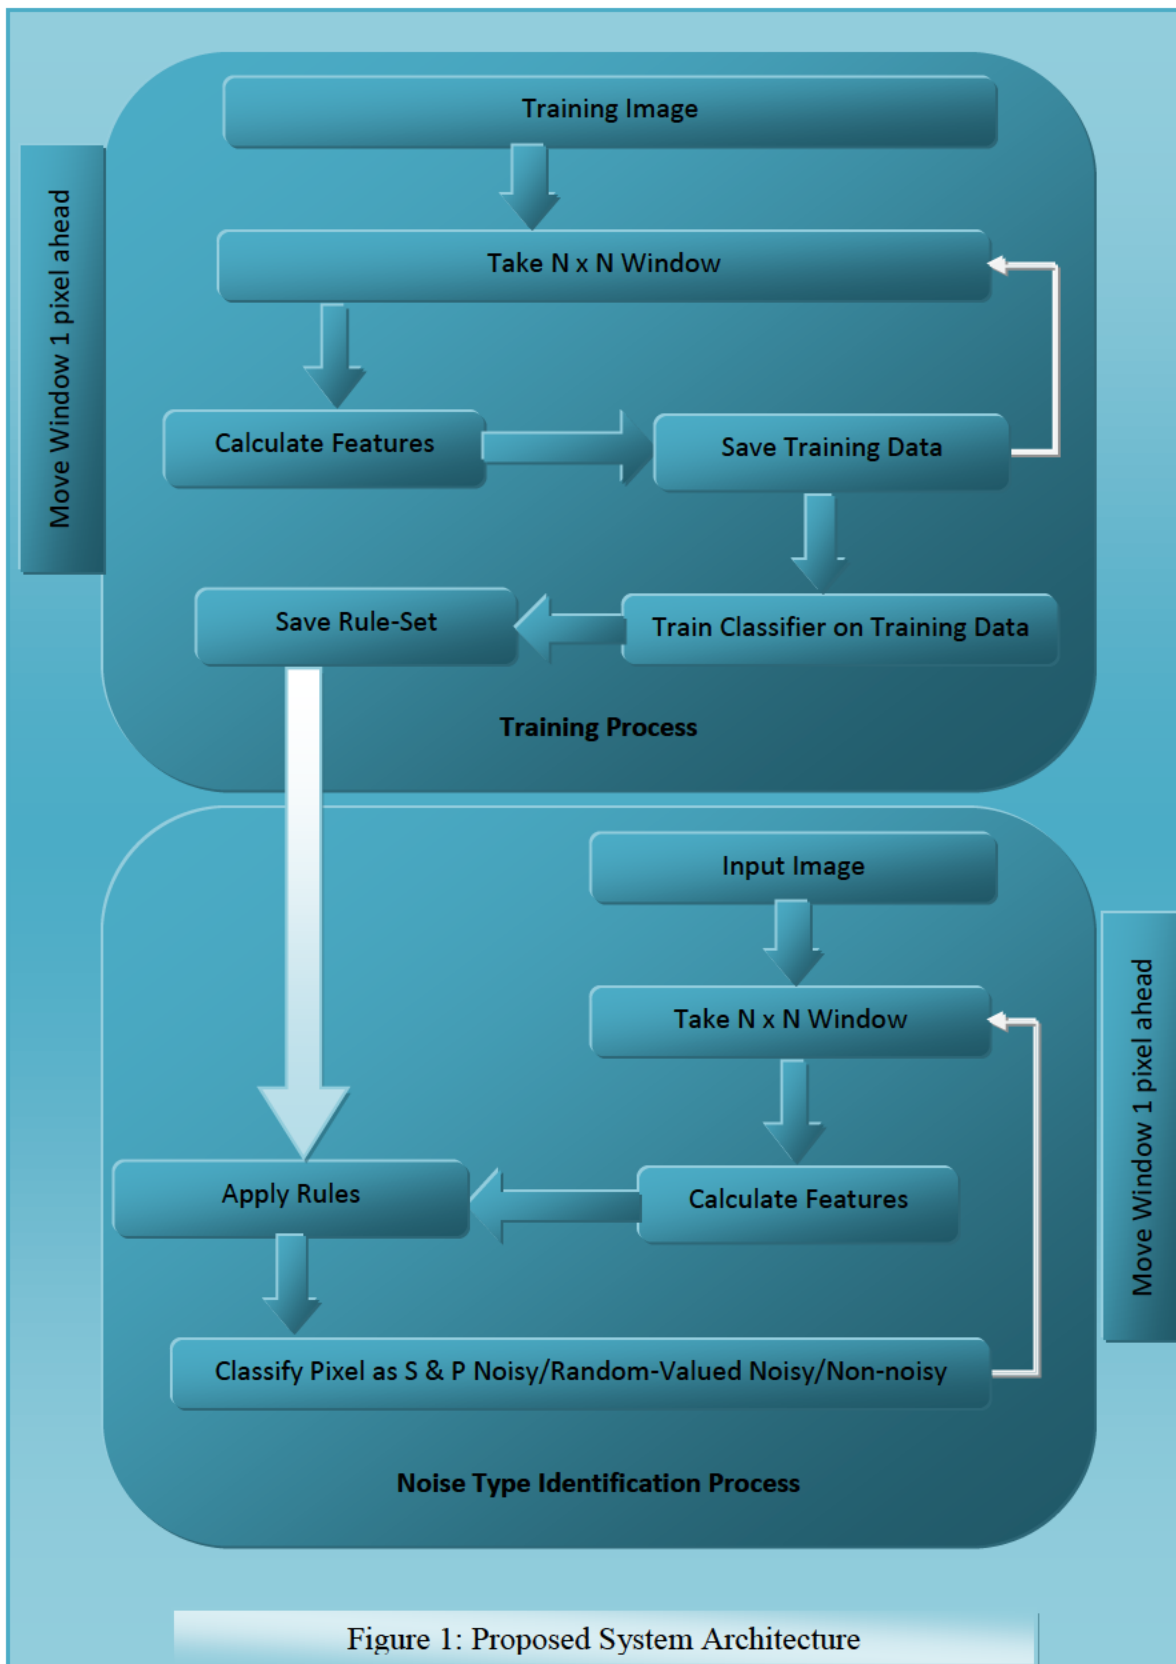 Training Image
Move Window 1 pixel ahead
Take N x N Window
Calculate Features
Save Training Data
Save Rule-Set
Train Classifier on Training Data
Training Process
Input Image
Take N x N Window
Move Window 1 pixel ahead
Apply Rules
Calculate Features
Classify Pixel as S & P Noisy/Random-Valued Noisy/Non-noisy
Noise Type Identification Process
Figure 1: Proposed System Architecture